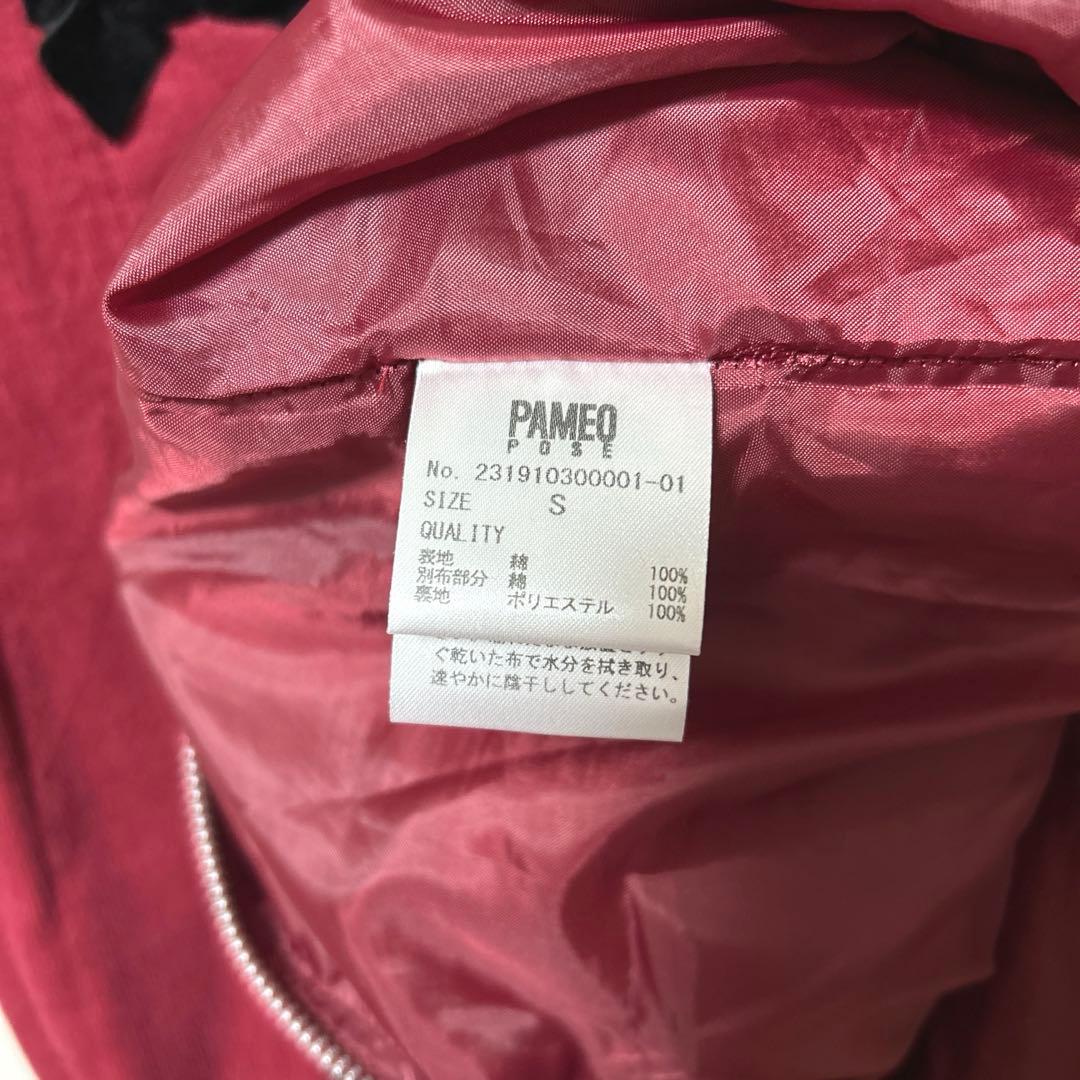 PAMEO
POSE
No. 231910300001-01
SIZE S
QUALITY
表地 綿 100%
別布部分 綿 100%
裏地 ポリエステル 100%
ぐ乾いた布で水分を拭き取り、
速やかに陰干ししてください。